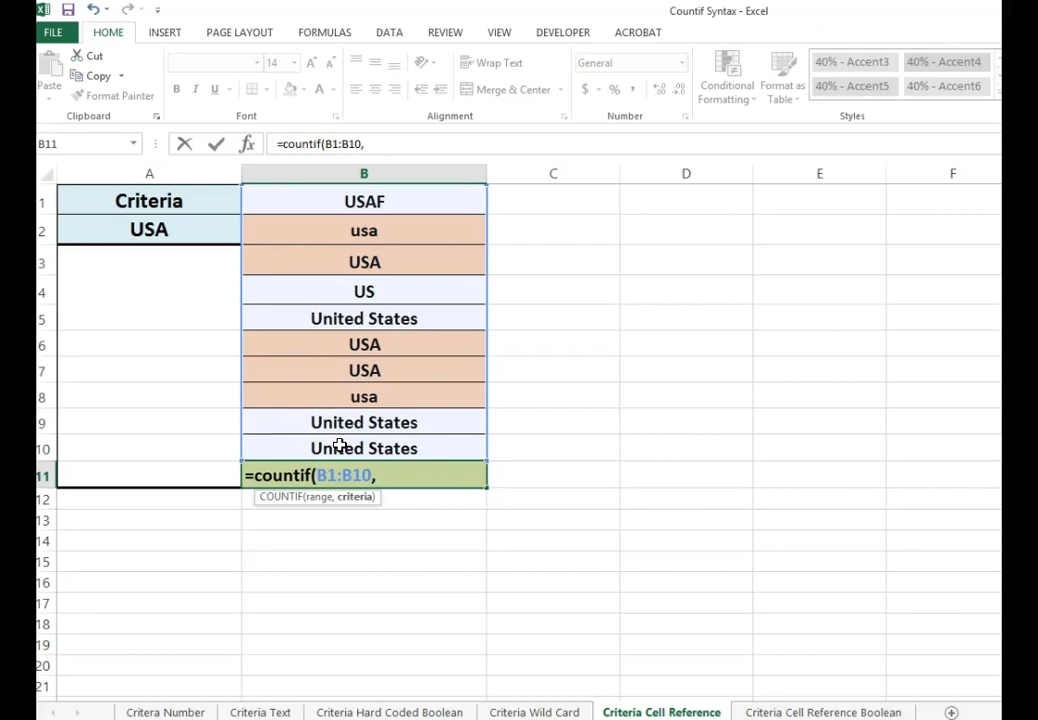 Countif Syntax - Excel
FILE HOME INSERT PAGE LAYOUT FORMULAS DATA REVIEW VIEW DEVELOPER ACROBAT
Paste
Cut
Copy
Format Painter
Clipboard
14 A A
B I U A
Font
Wrap Text
Merge & Center
Alignment
General
$ % ,
Number
Conditional Formatting
Format as Table
40% - Accent3 40% - Accent4
40% - Accent5 40% - Accent6
Styles
B11 fx =countif(B1:B10,
A B C D E F
1 Criteria USAF
2 USA usa
3 USA
4 US
5 United States
6 USA
7 USA
8 usa
9 United States
10 United States
11 =countif(B1:B10,
COUNTIF(range, criteria)
12
13
14
15
16
17
18
19
20
21
Critera Number Criteria Text Criteria Hard Coded Boolean Criteria Wild Card Criteria Cell Reference Criteria Cell Reference Boolean